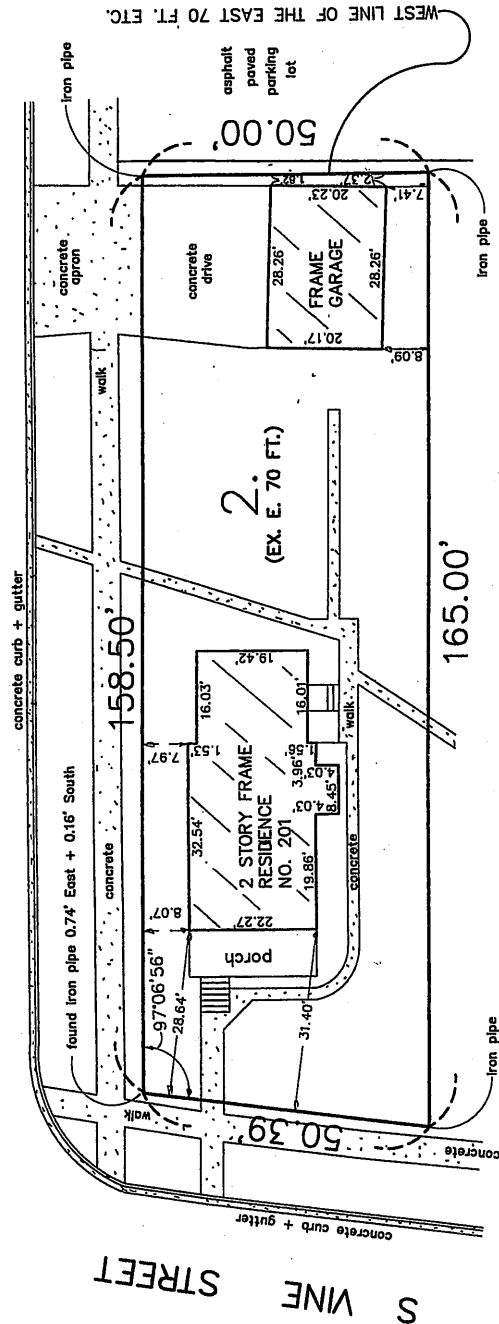 WEST LINE OF THE EAST 70 FT. ETC.
iron pipe
asphalt
paved
parking
lot
50.00'
iron pipe
concrete
apron
walk
concrete
drive
FRAME
GARAGE
28.26'
28.26'
20.23'
20.17'
1.82'
2.37'
7.41'
8.09'
concrete curb + gutter
158.50'
2.
(EX. E. 70 FT.)
165.00'
found iron pipe 0.74' East + 0.16' South
concrete
7.97'
8.07'
32.54'
1.53'
16.03'
19.42'
16.01'
1.56'
3.96'
4.03'
8.45'
4.03'
19.86'
22.27'
2 STORY FRAME
RESIDENCE
NO. 201
porch
walk
concrete
97°06'56"
28.64'
31.40'
walk
50.39'
iron pipe
concrete
concrete curb + gutter
S VINE STREET